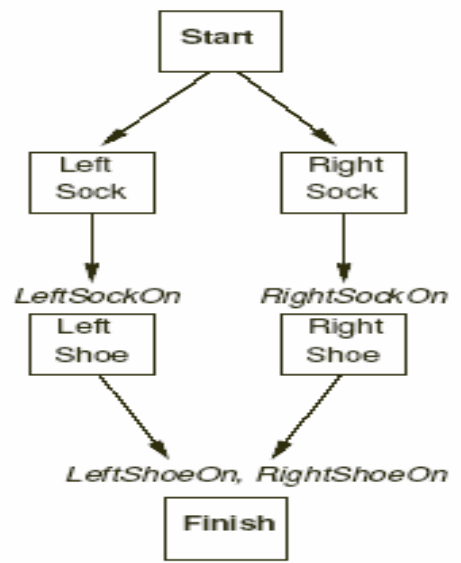 Start
Left
Sock
Right
Sock
LeftSockOn
RightSockOn
Left
Shoe
Right
Shoe
LeftShoeOn, RightShoeOn
Finish